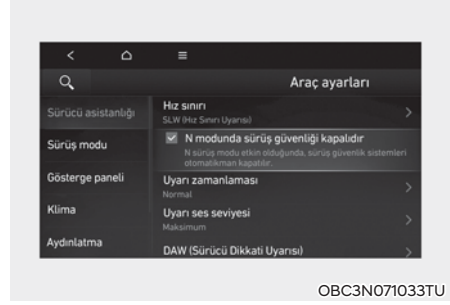 Araç ayarları
Sürücü asistanlığı
Sürüş modu
Gösterge paneli
Klima
Aydınlatma
Hız sınırı
SLW (Hız Sınırı Uyarısı)
N modunda sürüş güvenliği kapalıdır
N sürüş modu etkin olduğunda, sürüş güvenlik sistemleri
otomatikman kapatılır.
Uyarı zamanlaması
Normal
Uyarı ses seviyesi
Maksimum
DAW (Sürücü Dikkati Uyarısı)
OBC3N071033TU